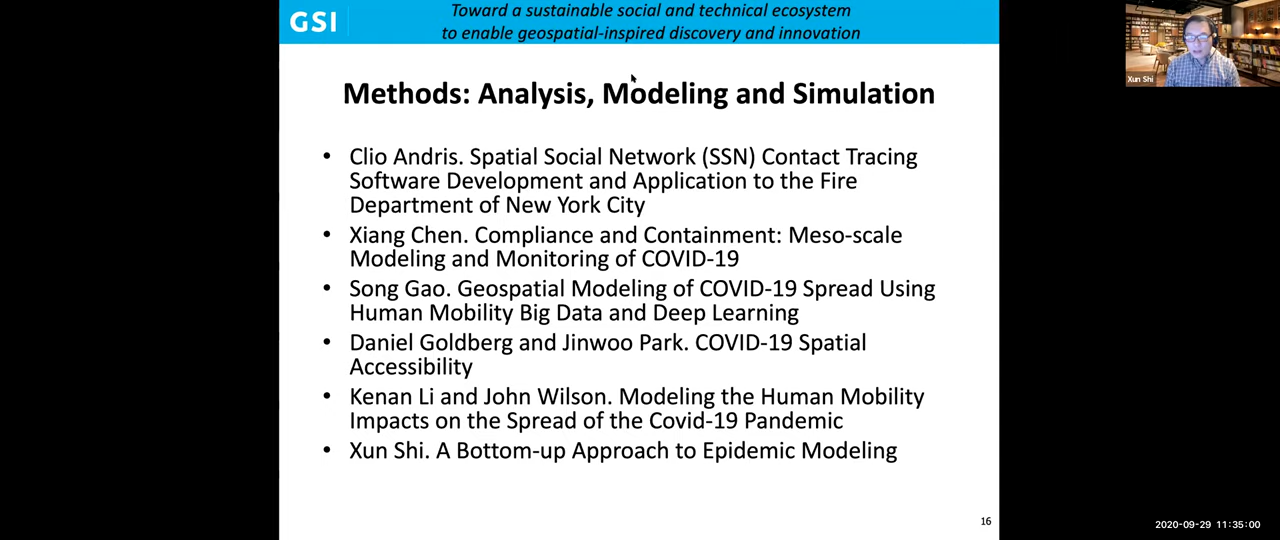 GSI
Toward a sustainable social and technical ecosystem
to enable geospatial-inspired discovery and innovation
Methods: Analysis, Modeling and Simulation
• Clio Andris. Spatial Social Network (SSN) Contact Tracing
Software Development and Application to the Fire
Department of New York City
• Xiang Chen. Compliance and Containment: Meso-scale
Modeling and Monitoring of COVID-19
• Song Gao. Geospatial Modeling of COVID-19 Spread Using
Human Mobility Big Data and Deep Learning
• Daniel Goldberg and Jinwoo Park. COVID-19 Spatial
Accessibility
• Kenan Li and John Wilson. Modeling the Human Mobility
Impacts on the Spread of the Covid-19 Pandemic
• Xun Shi. A Bottom-up Approach to Epidemic Modeling
16
Xun Shi
2020-09-29 11:35:00